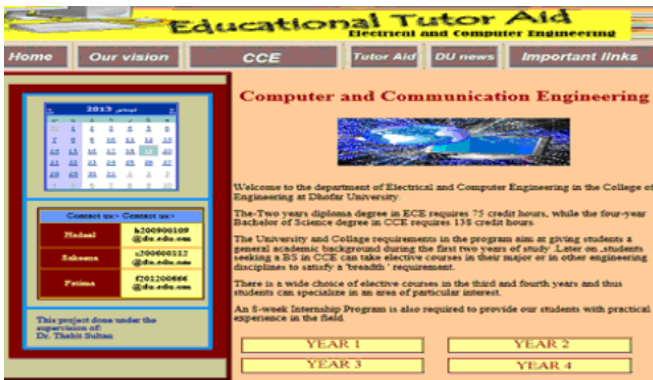 Educational Tutor Aid
Electrical and Computer Engineering
Home
Our vision
CCE
Tutor Aid
DU news
Important links
2013
Contact us:- Contact us:-
Hadeel
h200900109
@du.edu.om
Sakeena
s200600112
@du.edu.om
Fatima
f201200666
@du.edu.om
This project done under the
supervision of:
Dr. Thabit Sultan
Computer and Communication Engineering
Welcome to the department of Electrical and Computer Engineering in the College of
Engineering at Dhofar University.
The-Two years diploma degree in ECE requires 75 credit hours, while the four-year
Bachelor of Science degree in CCE requires 138 credit hours.
The University and Collage requirements in the program aim at giving students a
general academic background during the first two years of study .Later on ,students
seeking a BS in CCE can take elective courses in their major or in other engineering
disciplines to satisfy a 'breadth ' requirement.
There is a wide choice of elective courses in the third and fourth years and thus
students can specialize in an area of particular interest.
An 8-week Internship Program is also required to provide our students with practical
experience in the field.
YEAR 1
YEAR 2
YEAR 3
YEAR 4